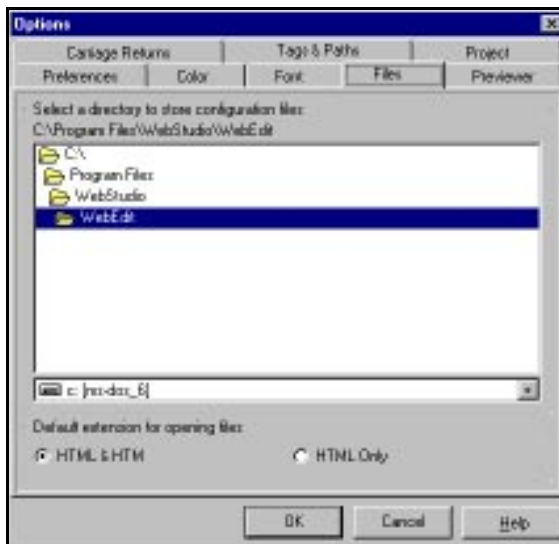 Options
Carriage Returns Tags & Paths Project
Preferences Color Font Files Previewer
Select a directory to store configuration files:
C:\Program Files\WebStudio\WebEdit
C:\
Program Files
WebStudio
WebEdit
c: [ms-dos_6]
Default extension for opening files
HTML & HTM HTML Only
OK Cancel Help